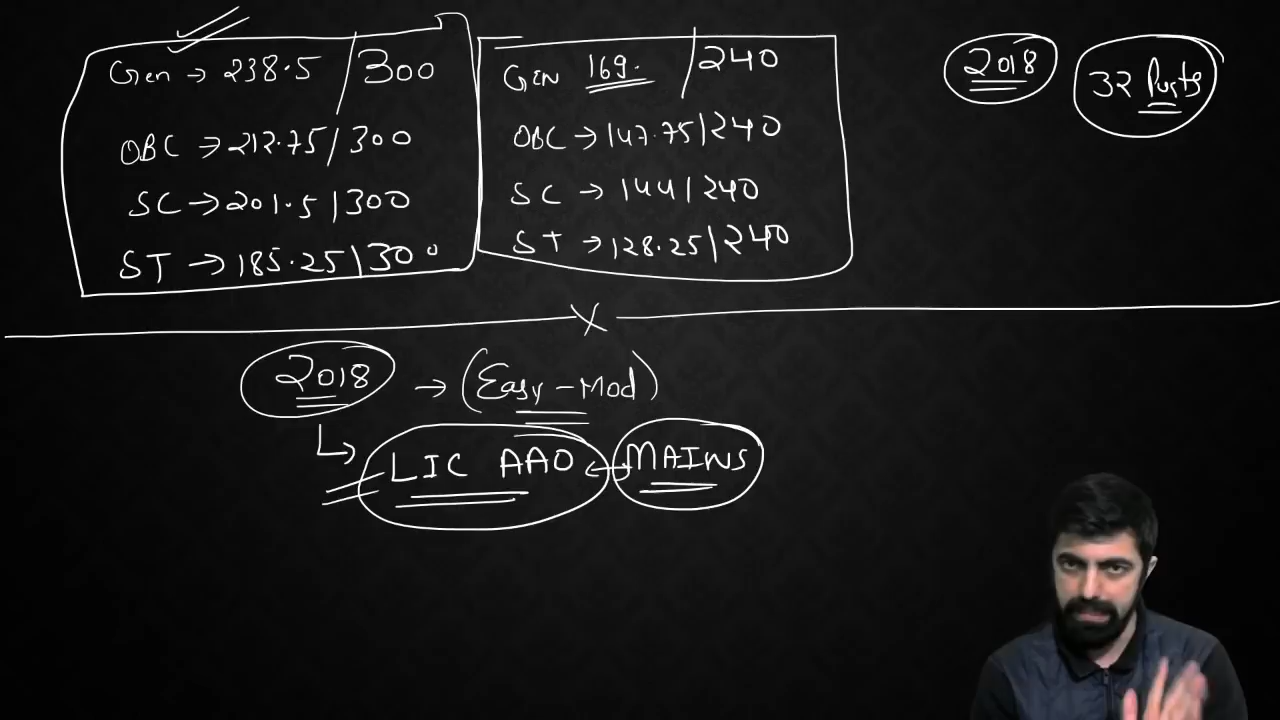 Gen → 238.5 / 300
OBC → 212.75 / 300
SC → 201.5 / 300
ST → 185.25 / 300
GEN 169. / 240
OBC → 147.75 / 240
SC → 144 / 240
ST → 128.25 / 240
2018
32 Posts
X
2018 → (Easy - Mod)
LIC AAO ← MAINS